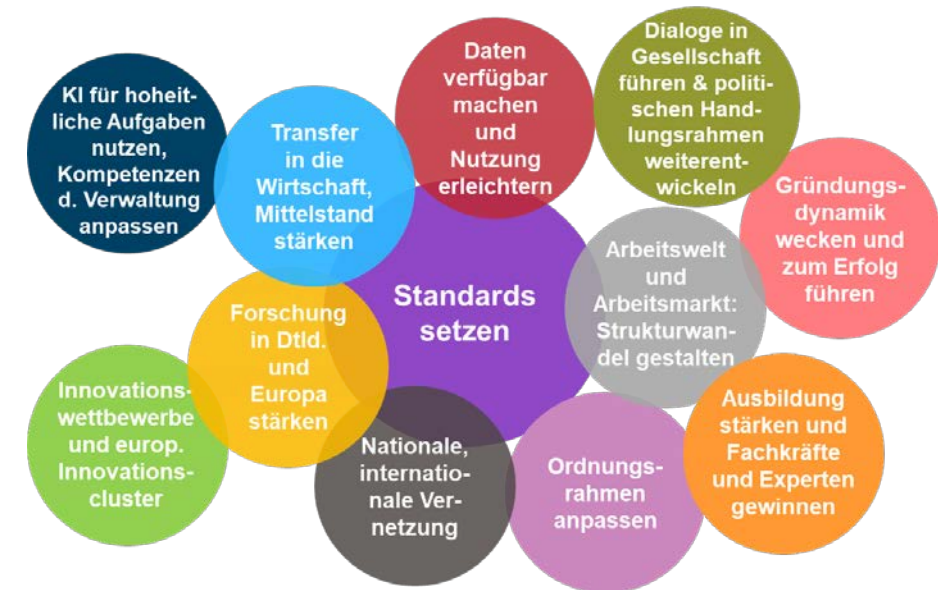 KI für hoheit-
liche Aufgaben
nutzen,
Kompetenzen
d. Verwaltung
anpassen
Transfer
in die
Wirtschaft,
Mittelstand
stärken
Daten
verfügbar
machen
und
Nutzung
erleichtern
Dialoge in
Gesellschaft
führen & politi-
schen Hand-
lungsrahmen
weiterent-
wickeln
Gründungs-
dynamik
wecken und
zum Erfolg
führen
Standards
setzen
Arbeitswelt
und
Arbeitsmarkt:
Strukturwan-
del gestalten
Forschung
in Dtld.
und
Europa
stärken
Innovations-
wettbewerbe
und europ.
Innovations-
cluster
Nationale,
internatio-
nale Ver-
netzung
Ordnungs-
rahmen
anpassen
Ausbildung
stärken und
Fachkräfte
und Experten
gewinnen